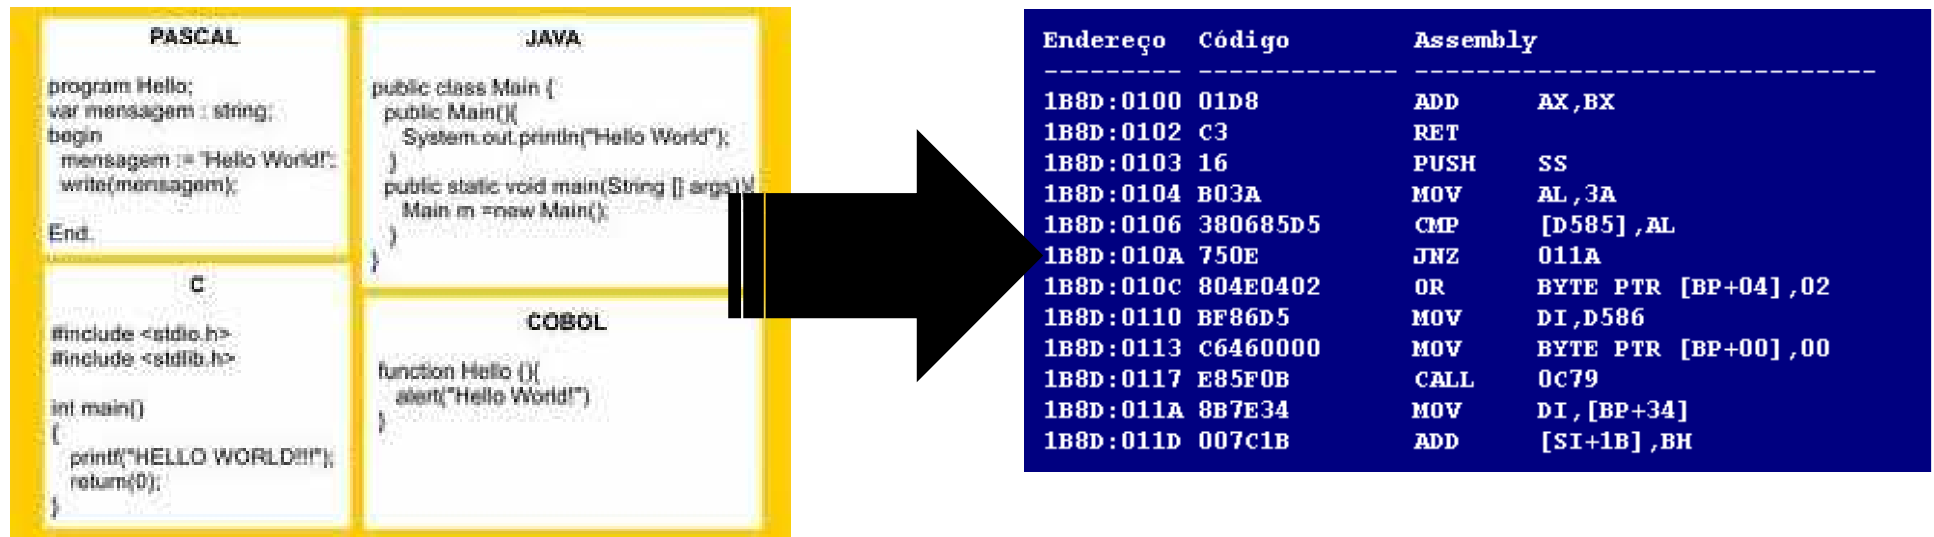 PASCAL
program Hello;
var mensagem : string;
begin
mensagem := 'Hello World!';
write(mensagem);
End.
C
#include <stdio.h>
#include <stdlib.h>
int main()
{
printf("HELLO WORLD!!!");
return(0);
}
JAVA
public class Main {
public Main(){
System.out.println("Hello World");
}
public static void main(String [] args){
Main m =new Main();
}
}
COBOL
function Hello (){
alert("Hello World!")
}
Endereço Código Assembly
--------- ------------- ------------------------------
1B8D:0100 01D8 ADD AX,BX
1B8D:0102 C3 RET
1B8D:0103 16 PUSH SS
1B8D:0104 B03A MOV AL,3A
1B8D:0106 380685D5 CMP [D585],AL
1B8D:010A 750E JNZ 011A
1B8D:010C 804E0402 OR BYTE PTR [BP+04],02
1B8D:0110 BF86D5 MOV DI,D586
1B8D:0113 C6460000 MOV BYTE PTR [BP+00],00
1B8D:0117 E85F0B CALL 0C79
1B8D:011A 8B7E34 MOV DI,[BP+34]
1B8D:011D 007C1B ADD [SI+1B],BH